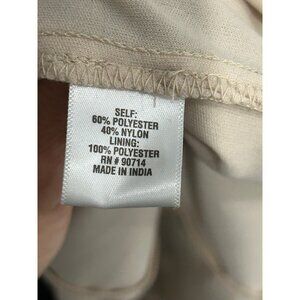 SELF:
60% POLYESTER
40% NYLON
LINING:
100% POLYESTER
RN # 90714
MADE IN INDIA